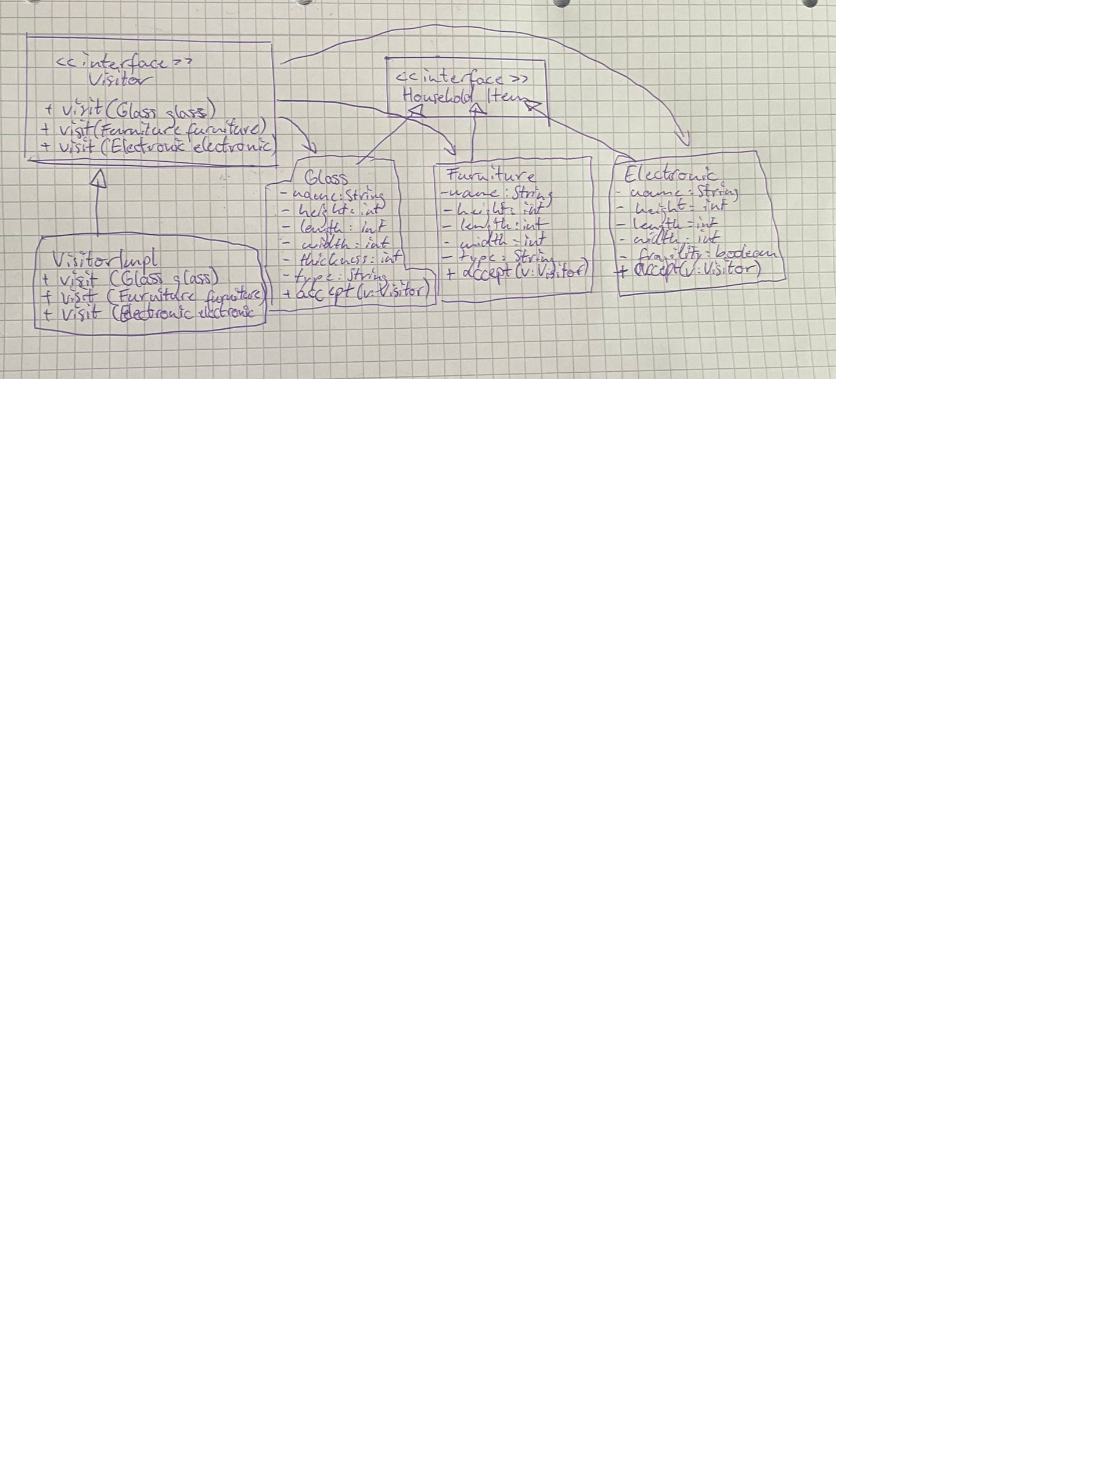 <<interface>>
Visitor
+ visit(Glass glass)
+ visit(Furniture furniture)
+ visit(Electronic electronic)
<<interface>>
Household Item
VisitorImpl
+ visit (Glass glass)
+ visit (Furniture furniture)
+ visit (Electronic electronic
Glass
- name: String
- height: int
- length: int
- width: int
- thickness: int
- type: String
+ accept(v: Visitor)
Furniture
- name: String
- height: int
- length: int
- width: int
- type: String
+ accept(v: Visitor)
Electronic
- name: String
- height: int
- length: int
- width: int
- fragility: boolean
+ accept(v: Visitor)